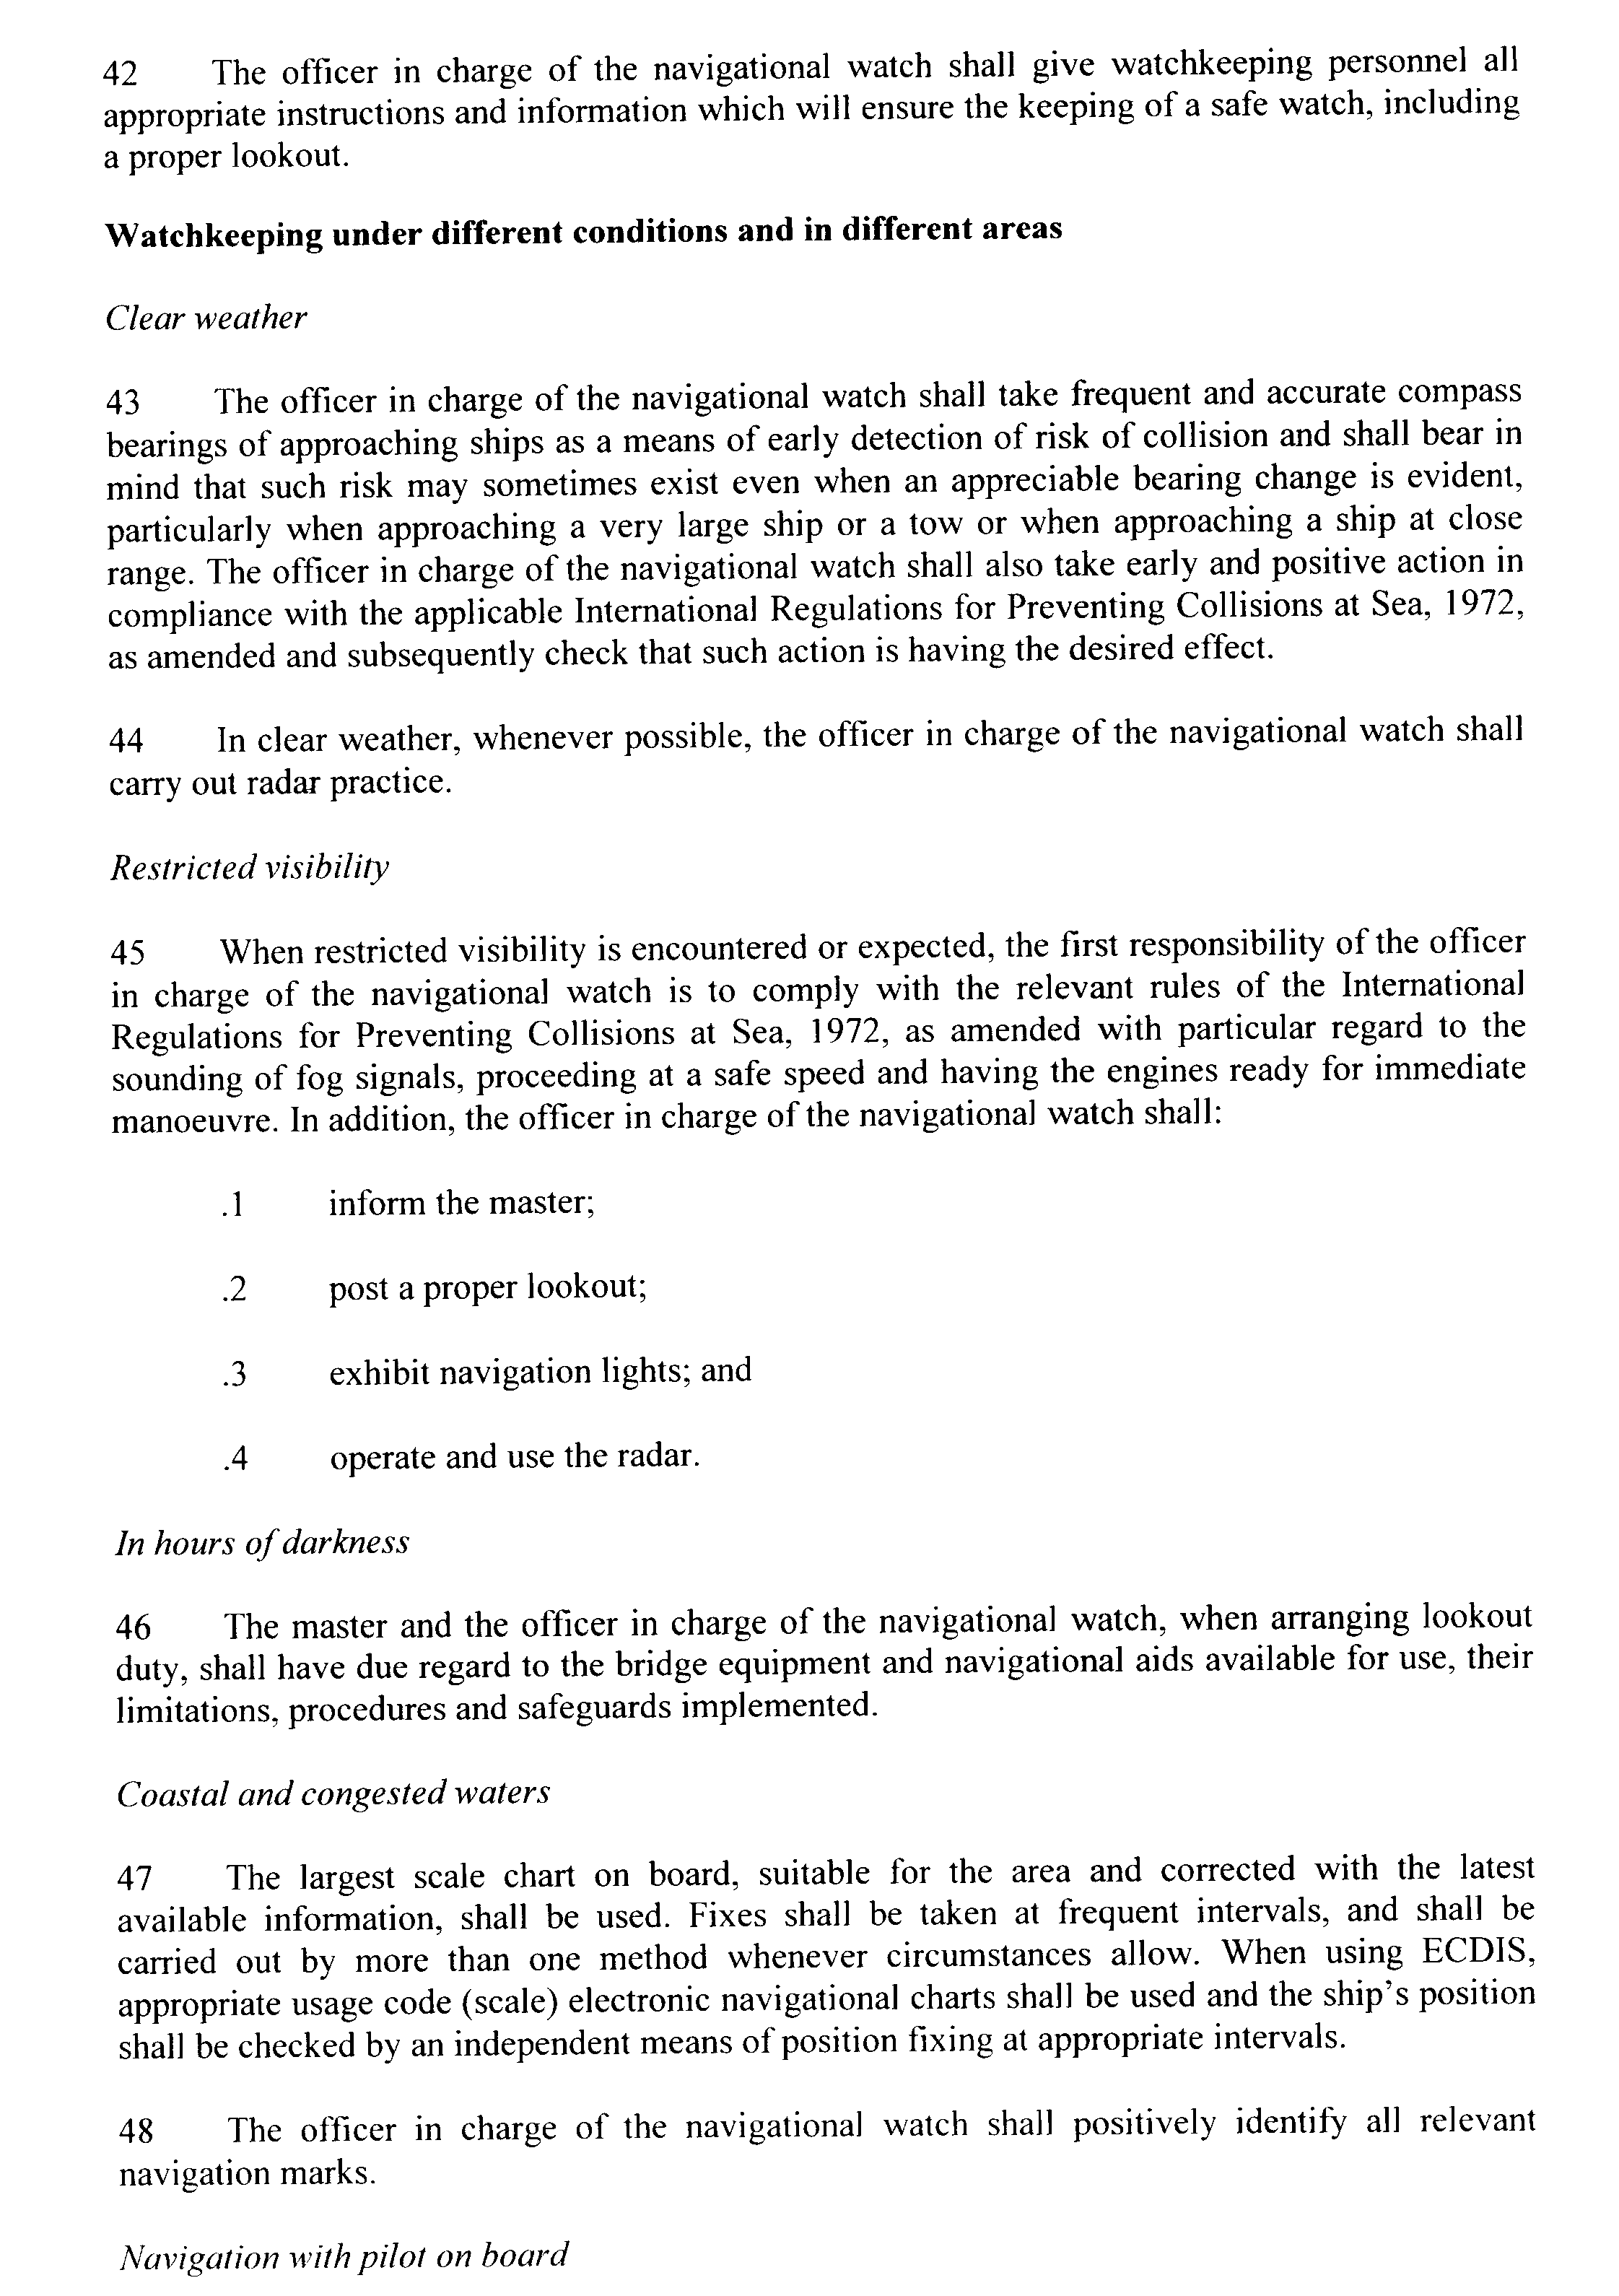 42 The officer in charge of the navigational watch shall give watchkeeping personnel all
appropriate instructions and information which will ensure the keeping of a safe watch, including
a proper lookout.
Watchkeeping under different conditions and in different areas
Clear weather
43 The officer in charge of the navigational watch shall take frequent and accurate compass
bearings of approaching ships as a means of early detection of risk of collision and shall bear in
mind that such risk may sometimes exist even when an appreciable bearing change is evident,
particularly when approaching a very large ship or a tow or when approaching a ship at close
range. The officer in charge of the navigational watch shall also take early and positive action in
compliance with the applicable International Regulations for Preventing Collisions at Sea, 1972,
as amended and subsequently check that such action is having the desired effect.
44 In clear weather, whenever possible, the officer in charge of the navigational watch shall
carry out radar practice.
Restricted visibility
45 When restricted visibility is encountered or expected, the first responsibility of the officer
in charge of the navigational watch is to comply with the relevant rules of the International
Regulations for Preventing Collisions at Sea, 1972, as amended with particular regard to the
sounding of fog signals, proceeding at a safe speed and having the engines ready for immediate
manoeuvre. In addition, the officer in charge of the navigational watch shall:
.1 inform the master;
.2 post a proper lookout;
.3 exhibit navigation lights; and
.4 operate and use the radar.
In hours of darkness
46 The master and the officer in charge of the navigational watch, when arranging lookout
duty, shall have due regard to the bridge equipment and navigational aids available for use, their
limitations, procedures and safeguards implemented.
Coastal and congested waters
47 The largest scale chart on board, suitable for the area and corrected with the latest
available information, shall be used. Fixes shall be taken at frequent intervals, and shall be
carried out by more than one method whenever circumstances allow. When using ECDIS,
appropriate usage code (scale) electronic navigational charts shall be used and the ship's position
shall be checked by an independent means of position fixing at appropriate intervals.
48 The officer in charge of the navigational watch shall positively identify all relevant
navigation marks.
Navigation with pilot on board